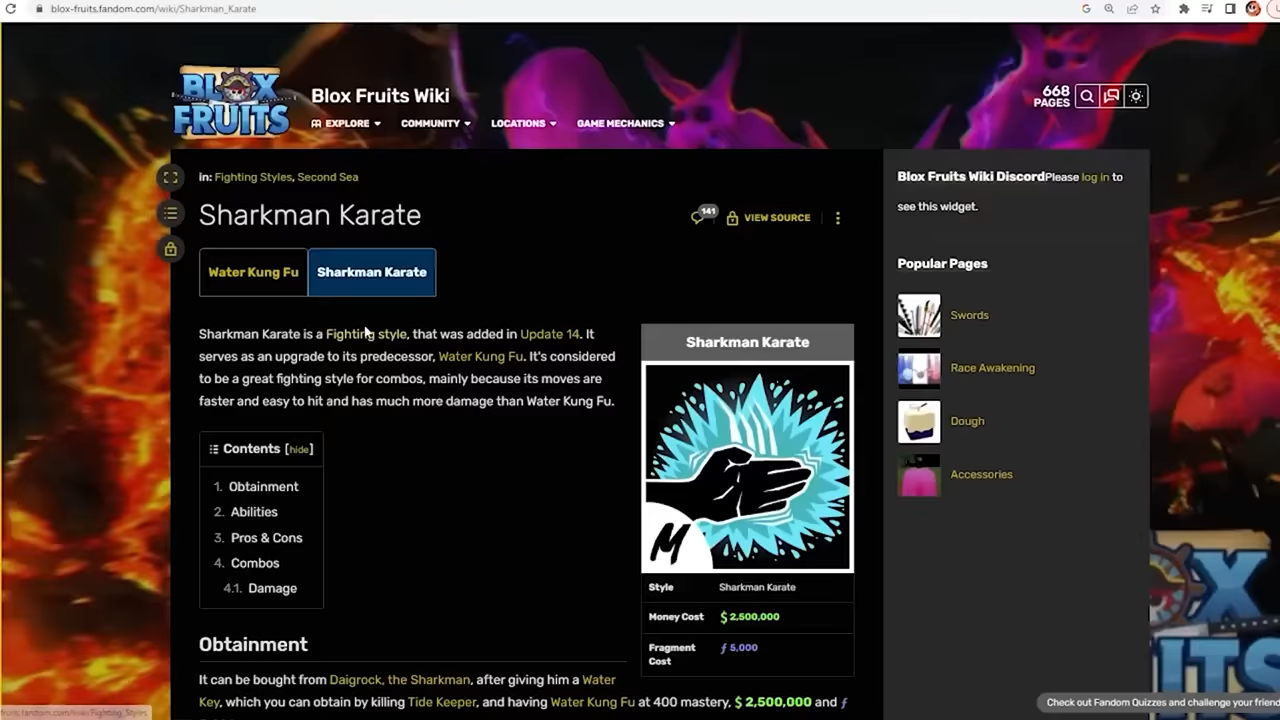 blox-fruits.fandom.com/wiki/Sharkman_Karate
BLOX
FRUITS
Blox Fruits Wiki
EXPLORE
COMMUNITY
LOCATIONS
GAME MECHANICS
668
PAGES
in: Fighting Styles, Second Sea
Sharkman Karate
141
VIEW SOURCE
Water Kung Fu
Sharkman Karate
Sharkman Karate is a Fighting style, that was added in Update 14. It
serves as an upgrade to its predecessor, Water Kung Fu. It's considered
to be a great fighting style for combos, mainly because its moves are
faster and easy to hit and has much more damage than Water Kung Fu.
Contents [hide]
1. Obtainment
2. Abilities
3. Pros & Cons
4. Combos
4.1. Damage
Obtainment
It can be bought from Daigrock, the Sharkman, after giving him a Water
Key, which you can obtain by killing Tide Keeper, and having Water Kung Fu at 400 mastery, $ 2,500,000 and ƒ
Sharkman Karate
M
Style Sharkman Karate
Money Cost $ 2,500,000
Fragment
Cost ƒ 5,000
Blox Fruits Wiki DiscordPlease log in to
see this widget.
Popular Pages
Swords
Race Awakening
Dough
Accessories
Check out Fandom Quizzes and challenge your